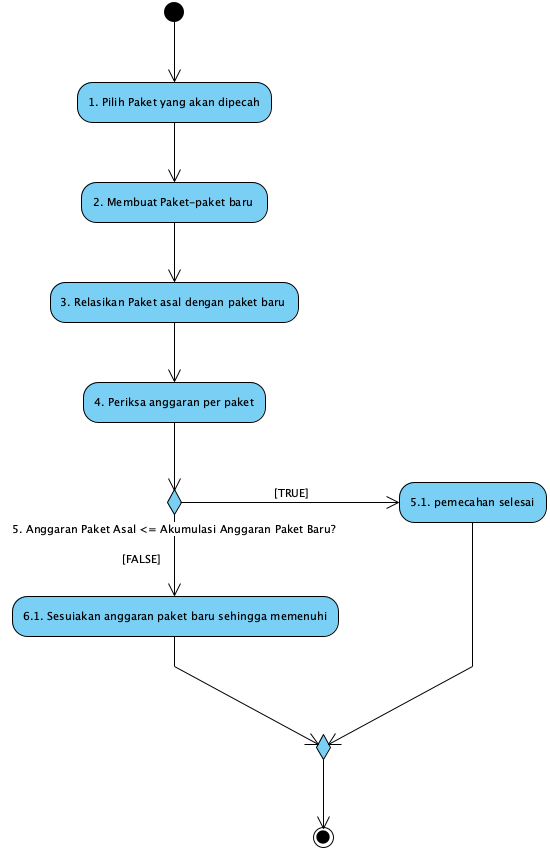 1. Pilih Paket yang akan dipecah
2. Membuat Paket-paket baru
3. Relasikan Paket asal dengan paket baru
4. Periksa anggaran per paket
[TRUE]
5.1. pemecahan selesai
5. Anggaran Paket Asal <= Akumulasi Anggaran Paket Baru?
[FALSE]
6.1. Sesuiakan anggaran paket baru sehingga memenuhi